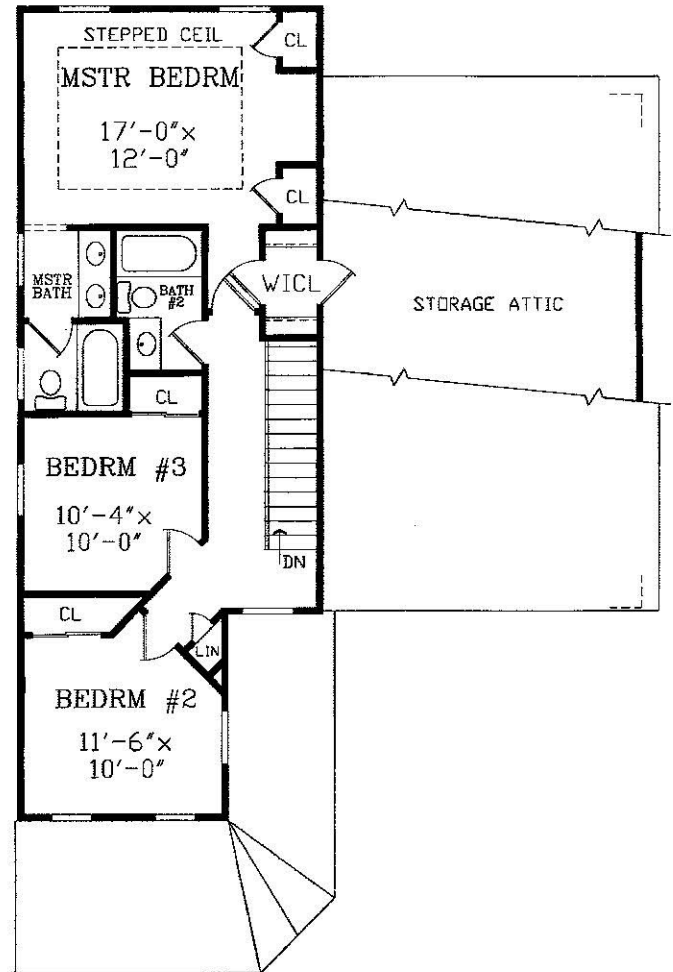 STEPPED CEIL
CL
MSTR BEDRM
17'-0"x
12'-0"
CL
MSTR
BATH
BATH
#2
WICL
STORAGE ATTIC
CL
BEDRM #3
10'-4"x
10'-0"
DN
CL
LIN
BEDRM #2
11'-6"x
10'-0"